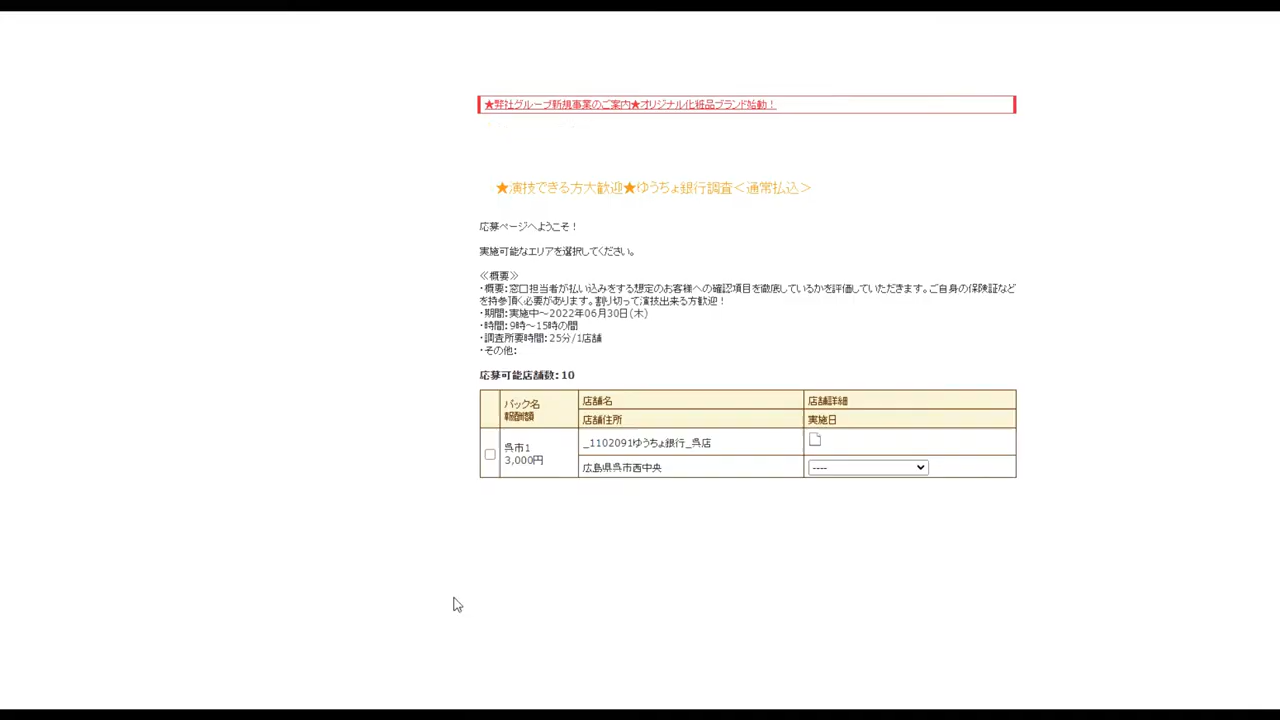 ★弊社グループ新規事業のご案内★オリジナル化粧品ブランド始動！
★演技できる方大歓迎★ゆうちょ銀行調査＜通常払込＞
応募ページへようこそ！
実施可能なエリアを選択してください。
≪概要≫
・概要：窓口担当者が払い込みをする想定のお客様への確認項目を徹底しているかを評価していただきます。ご自身の保険証など
を持参頂く必要があります。割り切って演技出来る方歓迎！
・期間：実施中～2022年06月30日(木)
・時間：9時～15時の間
・調査所要時間：25分/1店舗
・その他：
応募可能店舗数：10
パック名
報酬額
店舗名
店舗詳細
店舗住所
実施日
呉市1
3,000円
_1102091ゆうちょ銀行_呉店
広島県呉市西中央
----